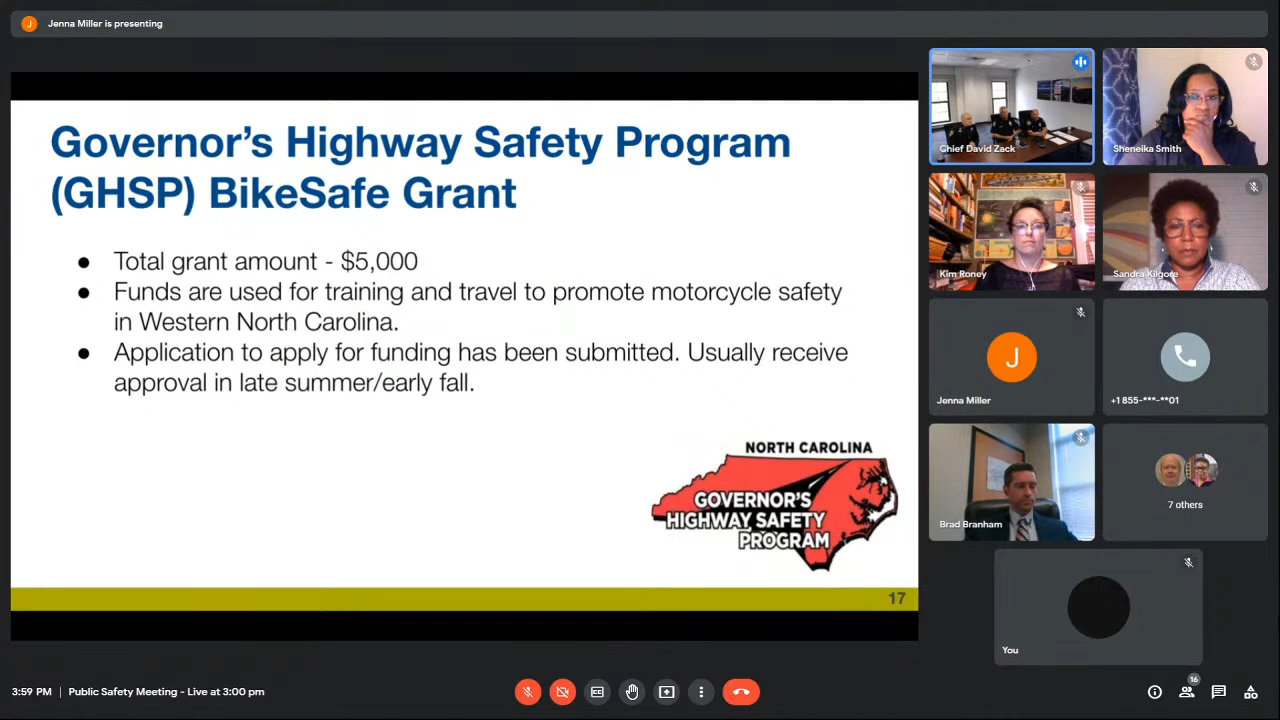 J
Jenna Miller is presenting
Governor's Highway Safety Program
(GHSP) BikeSafe Grant
● Total grant amount - $5,000
● Funds are used for training and travel to promote motorcycle safety
in Western North Carolina.
● Application to apply for funding has been submitted. Usually receive
approval in late summer/early fall.
NORTH CAROLINA
GOVERNOR'S
HIGHWAY SAFETY
PROGRAM
17
Chief David Zack
Sheneika Smith
Kim Roney
Sandra Kilgore
J
Jenna Miller
+1 855-***-**01
Brad Branham
7 others
You
3:59 PM | Public Safety Meeting - Live at 3:00 pm
CC
16